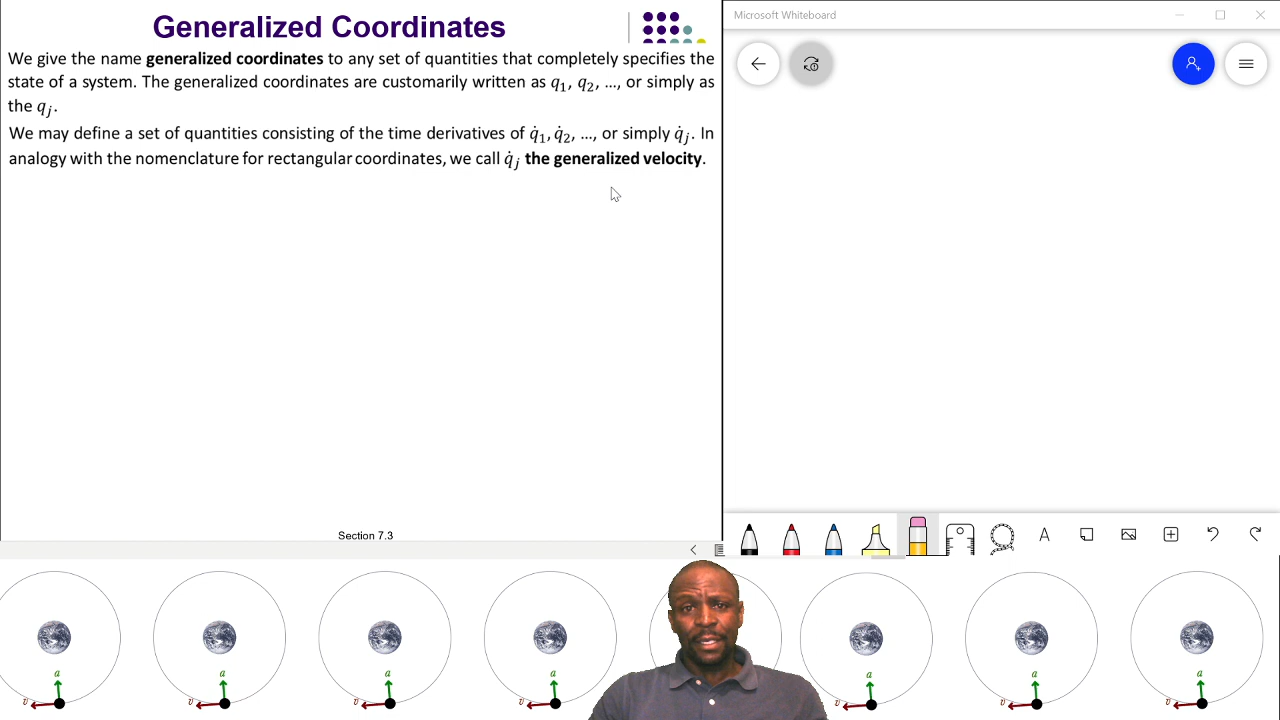 Generalized Coordinates
We give the name generalized coordinates to any set of quantities that completely specifies the
state of a system. The generalized coordinates are customarily written as q₁, q₂, ..., or simply as
the qⱼ.
We may define a set of quantities consisting of the time derivatives of q̇₁, q̇₂, ..., or simply q̇ⱼ. In
analogy with the nomenclature for rectangular coordinates, we call q̇ⱼ the generalized velocity.
Section 7.3
Microsoft Whiteboard
A
a a a a a a a
v v v v v v v